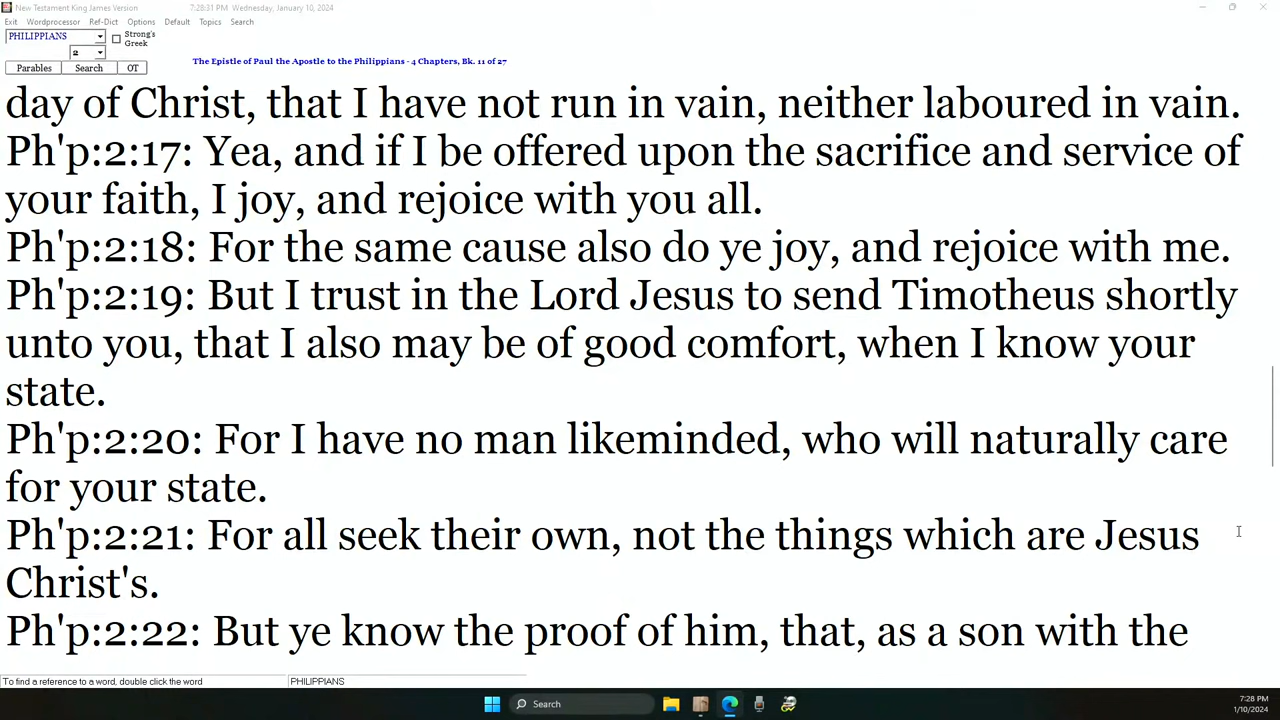 New Testament King James Version 7:28:31 PM Wednesday, January 10, 2024
Exit Wordprocessor Ref-Dict Options Default Topics Search
PHILIPPIANS Strong's
Greek
2
Parables Search OT
The Epistle of Paul the Apostle to the Philippians - 4 Chapters, Bk. 11 of 27
day of Christ, that I have not run in vain, neither laboured in vain.
Ph'p:2:17: Yea, and if I be offered upon the sacrifice and service of
your faith, I joy, and rejoice with you all.
Ph'p:2:18: For the same cause also do ye joy, and rejoice with me.
Ph'p:2:19: But I trust in the Lord Jesus to send Timotheus shortly
unto you, that I also may be of good comfort, when I know your
state.
Ph'p:2:20: For I have no man likeminded, who will naturally care
for your state.
Ph'p:2:21: For all seek their own, not the things which are Jesus
Christ's.
Ph'p:2:22: But ye know the proof of him, that, as a son with the
To find a reference to a word, double click the word PHILIPPIANS
Search
7:28 PM
1/10/2024